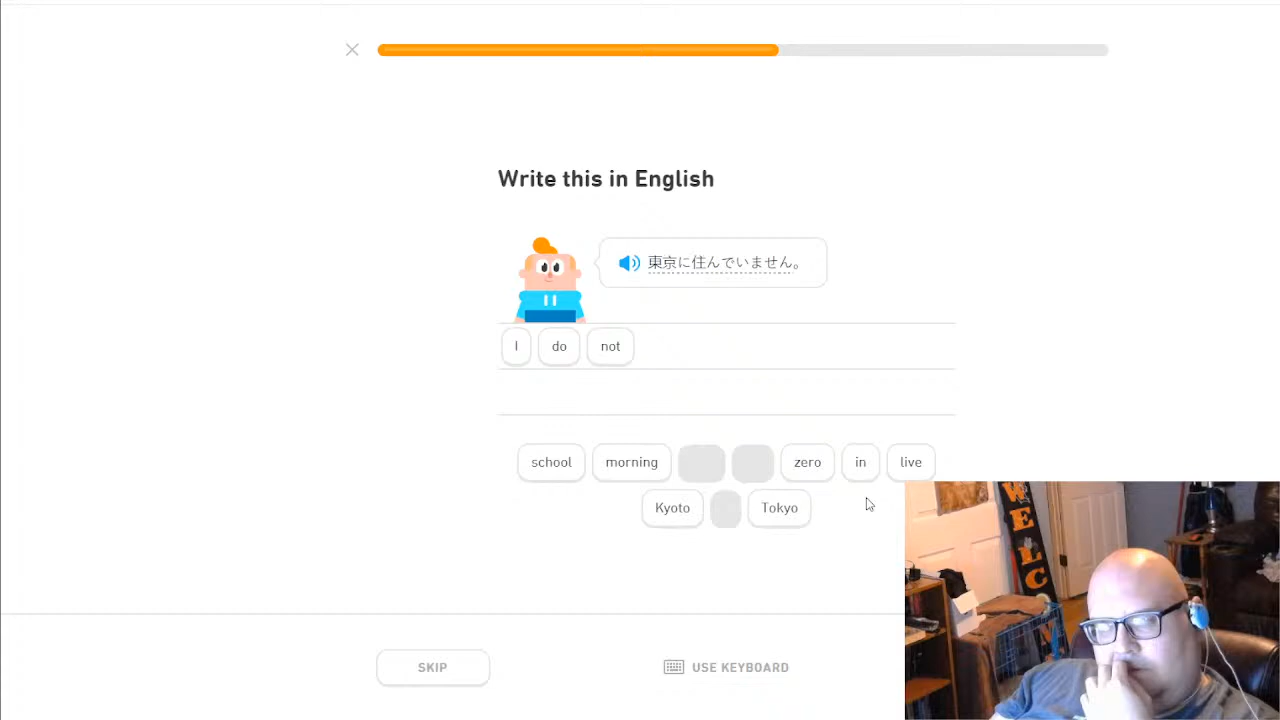 Write this in English
東京に住んでいません。
I do not
school morning zero in live
Kyoto Tokyo
SKIP USE KEYBOARD
WELC